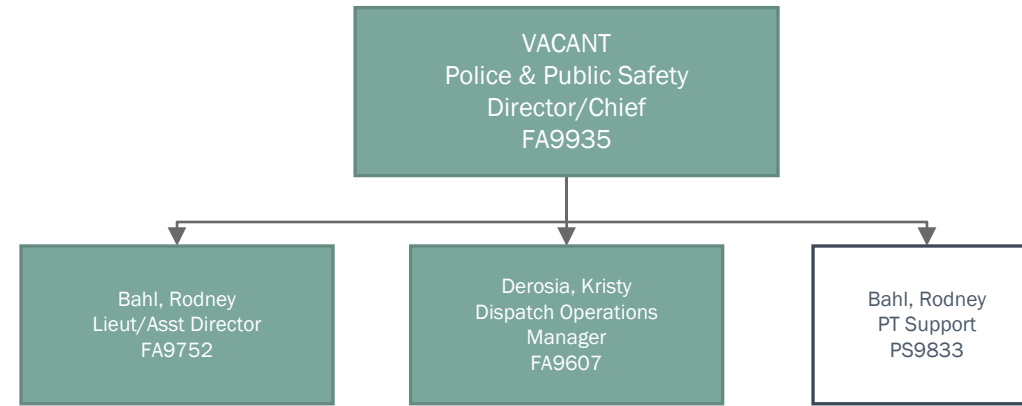 VACANT
Police & Public Safety
Director/Chief
FA9935
Bahl, Rodney
Lieut/Asst Director
FA9752
Derosia, Kristy
Dispatch Operations
Manager
FA9607
Bahl, Rodney
PT Support
PS9833